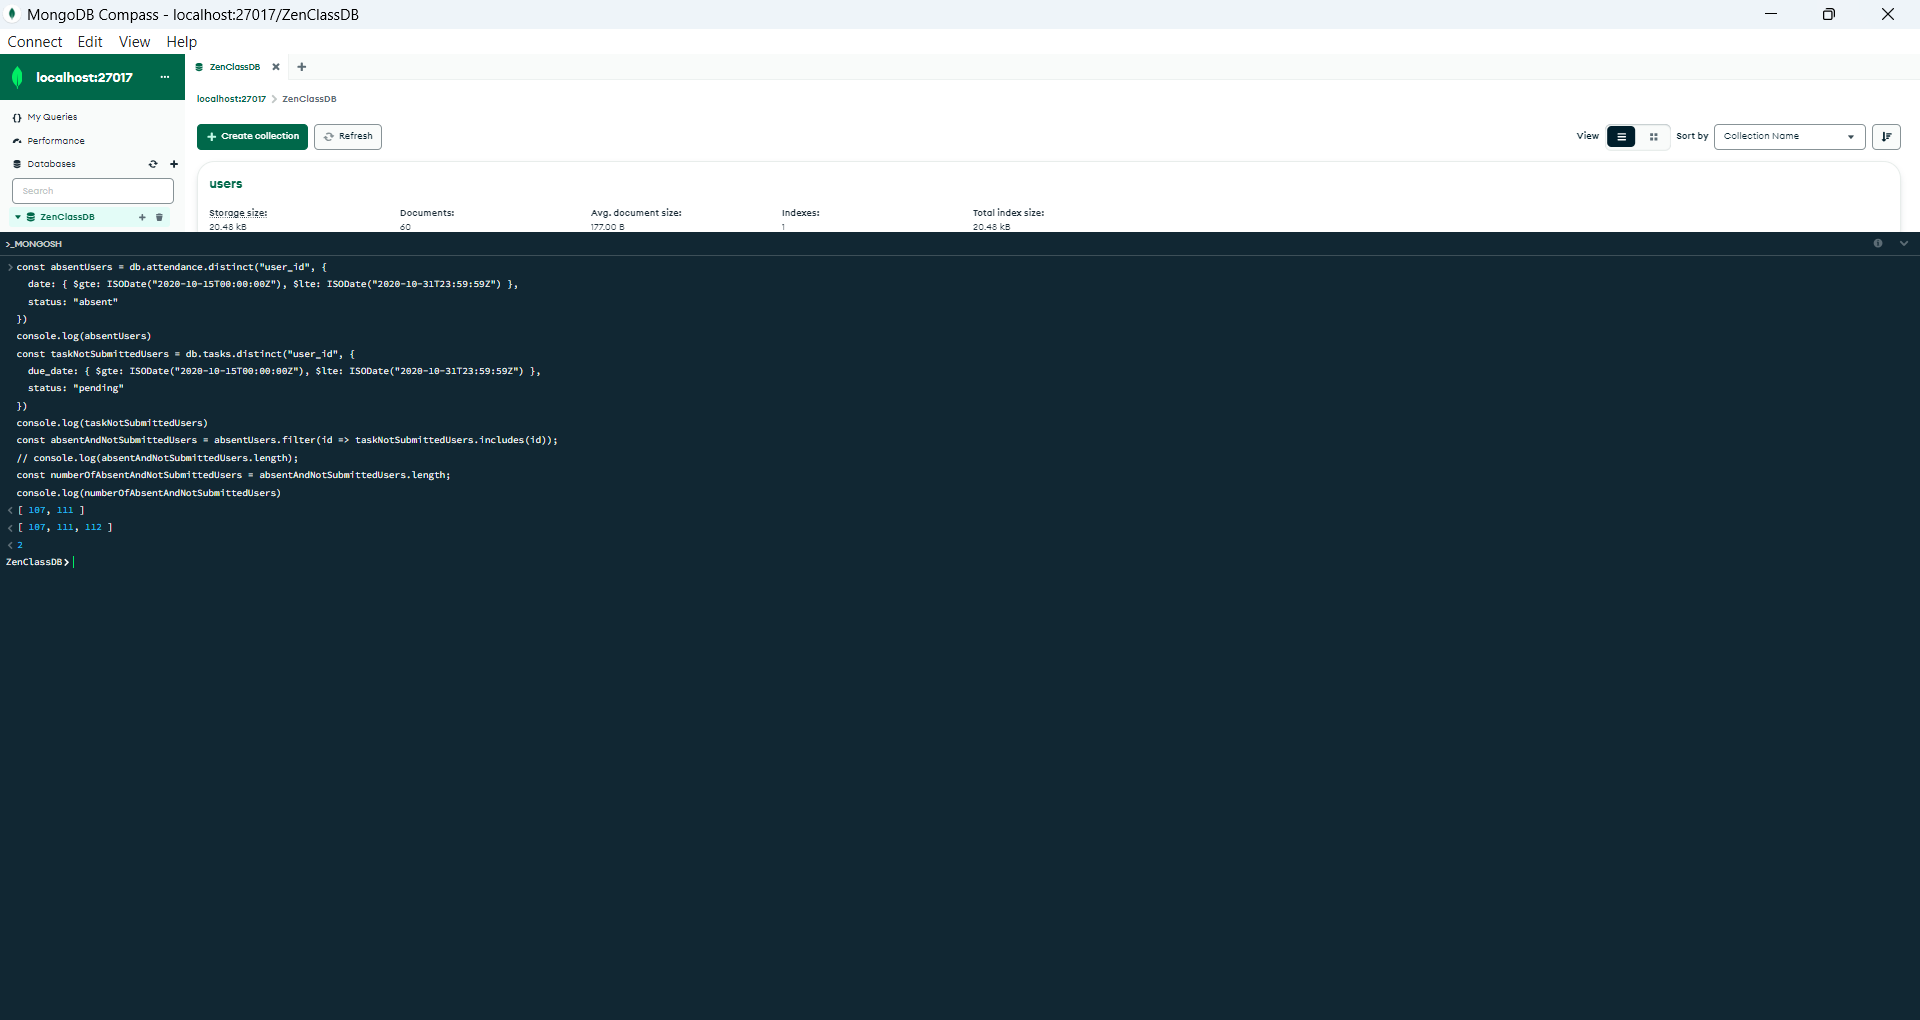 MongoDB Compass - localhost:27017/ZenClassDB
Connect Edit View Help
localhost:27017 ...
ZenClassDB
localhost:27017 > ZenClassDB
{} My Queries
Performance
Databases
Search
ZenClassDB
+ Create collection Refresh
View Sort by Collection Name
users
Storage size: Documents: Avg. document size: Indexes: Total index size:
20.48 kB 60 177.00 B 1 20.48 kB
>_MONGOSH
> const absentUsers = db.attendance.distinct("user_id", {
date: { $gte: ISODate("2020-10-15T00:00:00Z"), $lte: ISODate("2020-10-31T23:59:59Z") },
status: "absent"
})
console.log(absentUsers)
const taskNotSubmittedUsers = db.tasks.distinct("user_id", {
due_date: { $gte: ISODate("2020-10-15T00:00:00Z"), $lte: ISODate("2020-10-31T23:59:59Z") },
status: "pending"
})
console.log(taskNotSubmittedUsers)
const absentAndNotSubmittedUsers = absentUsers.filter(id => taskNotSubmittedUsers.includes(id));
// console.log(absentAndNotSubmittedUsers.length);
const numberOfAbsentAndNotSubmittedUsers = absentAndNotSubmittedUsers.length;
console.log(numberOfAbsentAndNotSubmittedUsers)
< [ 107, 111 ]
< [ 107, 111, 112 ]
< 2
ZenClassDB>